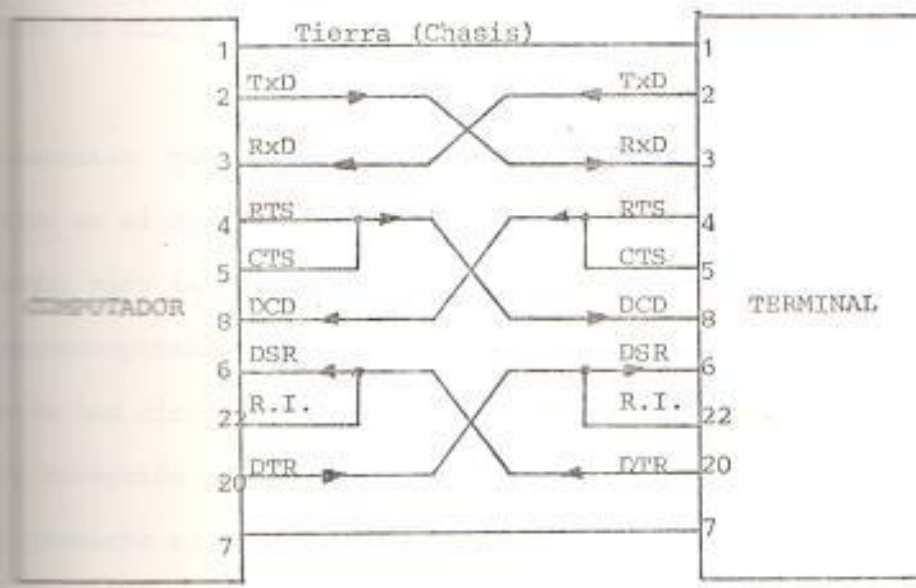 Tierra (Chasis)
1 1
2 TxD TxD 2
3 RxD RxD 3
4 RTS RTS 4
5 CTS CTS 5
COMPUTADOR 8 DCD DCD 8 TERMINAL
6 DSR DSR 6
22 R.I. R.I. 22
20 DTR DTR 20
7 7